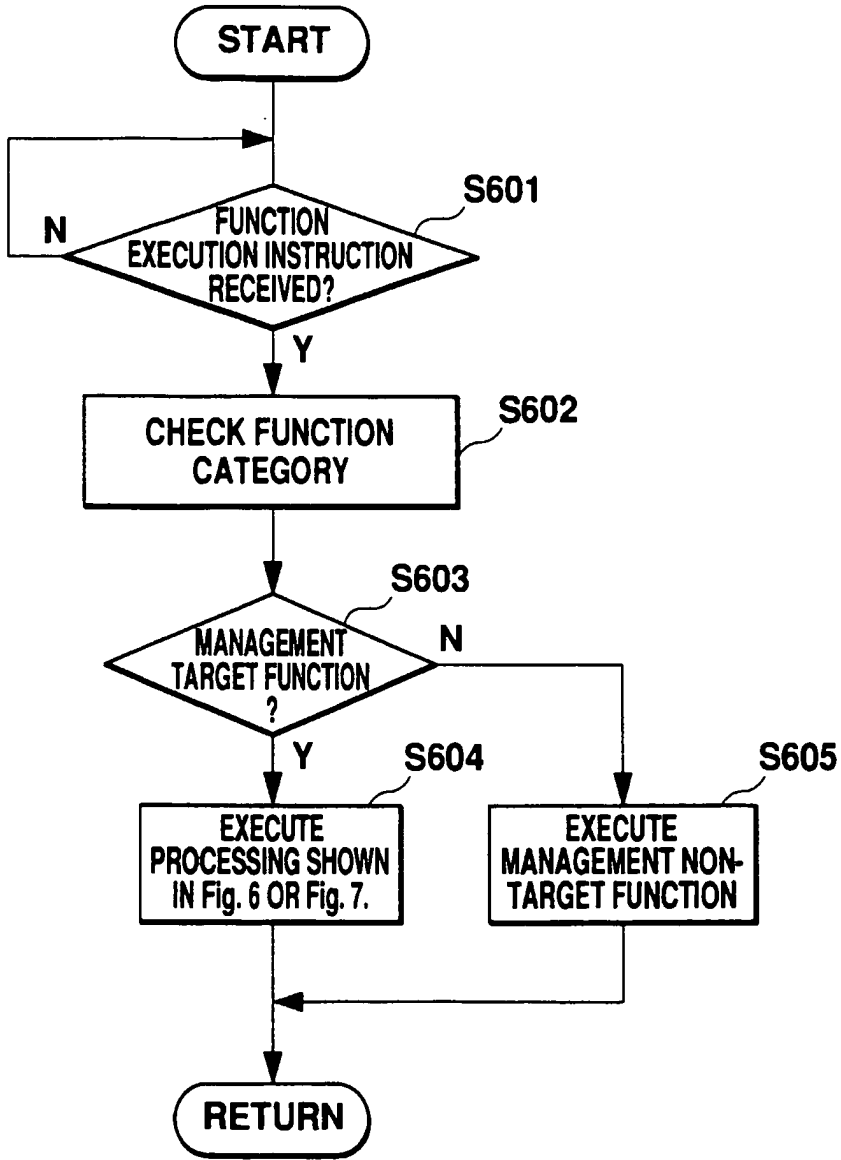 START
S601
FUNCTION
N
EXECUTION INSTRUCTION
RECEIVED?
Y
S602
CHECK FUNCTION
CATEGORY
S603
MANAGEMENT
N
TARGET FUNCTION
?
Y
S604
S605
EXECUTE
PROCESSING SHOWN
IN Fig. 6 OR Fig. 7.
EXECUTE
MANAGEMENT NON-
TARGET FUNCTION
RETURN